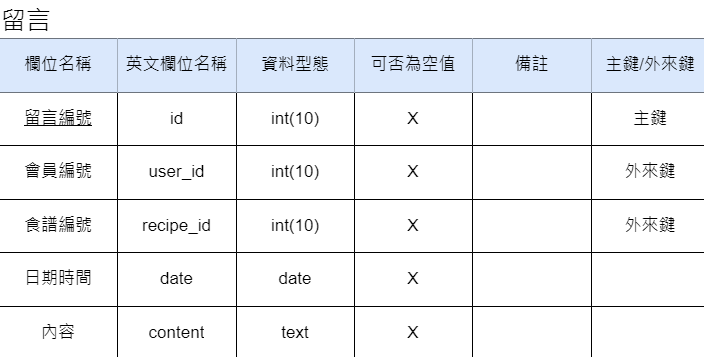 留言
欄位名稱 英文欄位名稱 資料型態 可否為空值 備註 主鍵/外來鍵
留言編號 id int(10) X 主鍵
會員編號 user_id int(10) X 外來鍵
食譜編號 recipe_id int(10) X 外來鍵
日期時間 date date X
內容 content text X